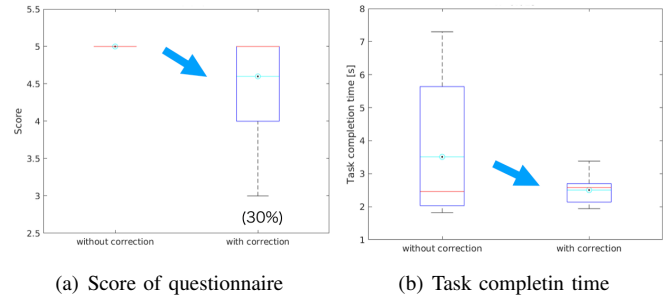 5.5
5
4.5
4
3.5
3
2.5
Score
(30%)
without correction
with correction
(a) Score of questionnaire
8
7
6
5
4
3
2
1
Task completion time [s]
without correction
with correction
(b) Task completin time